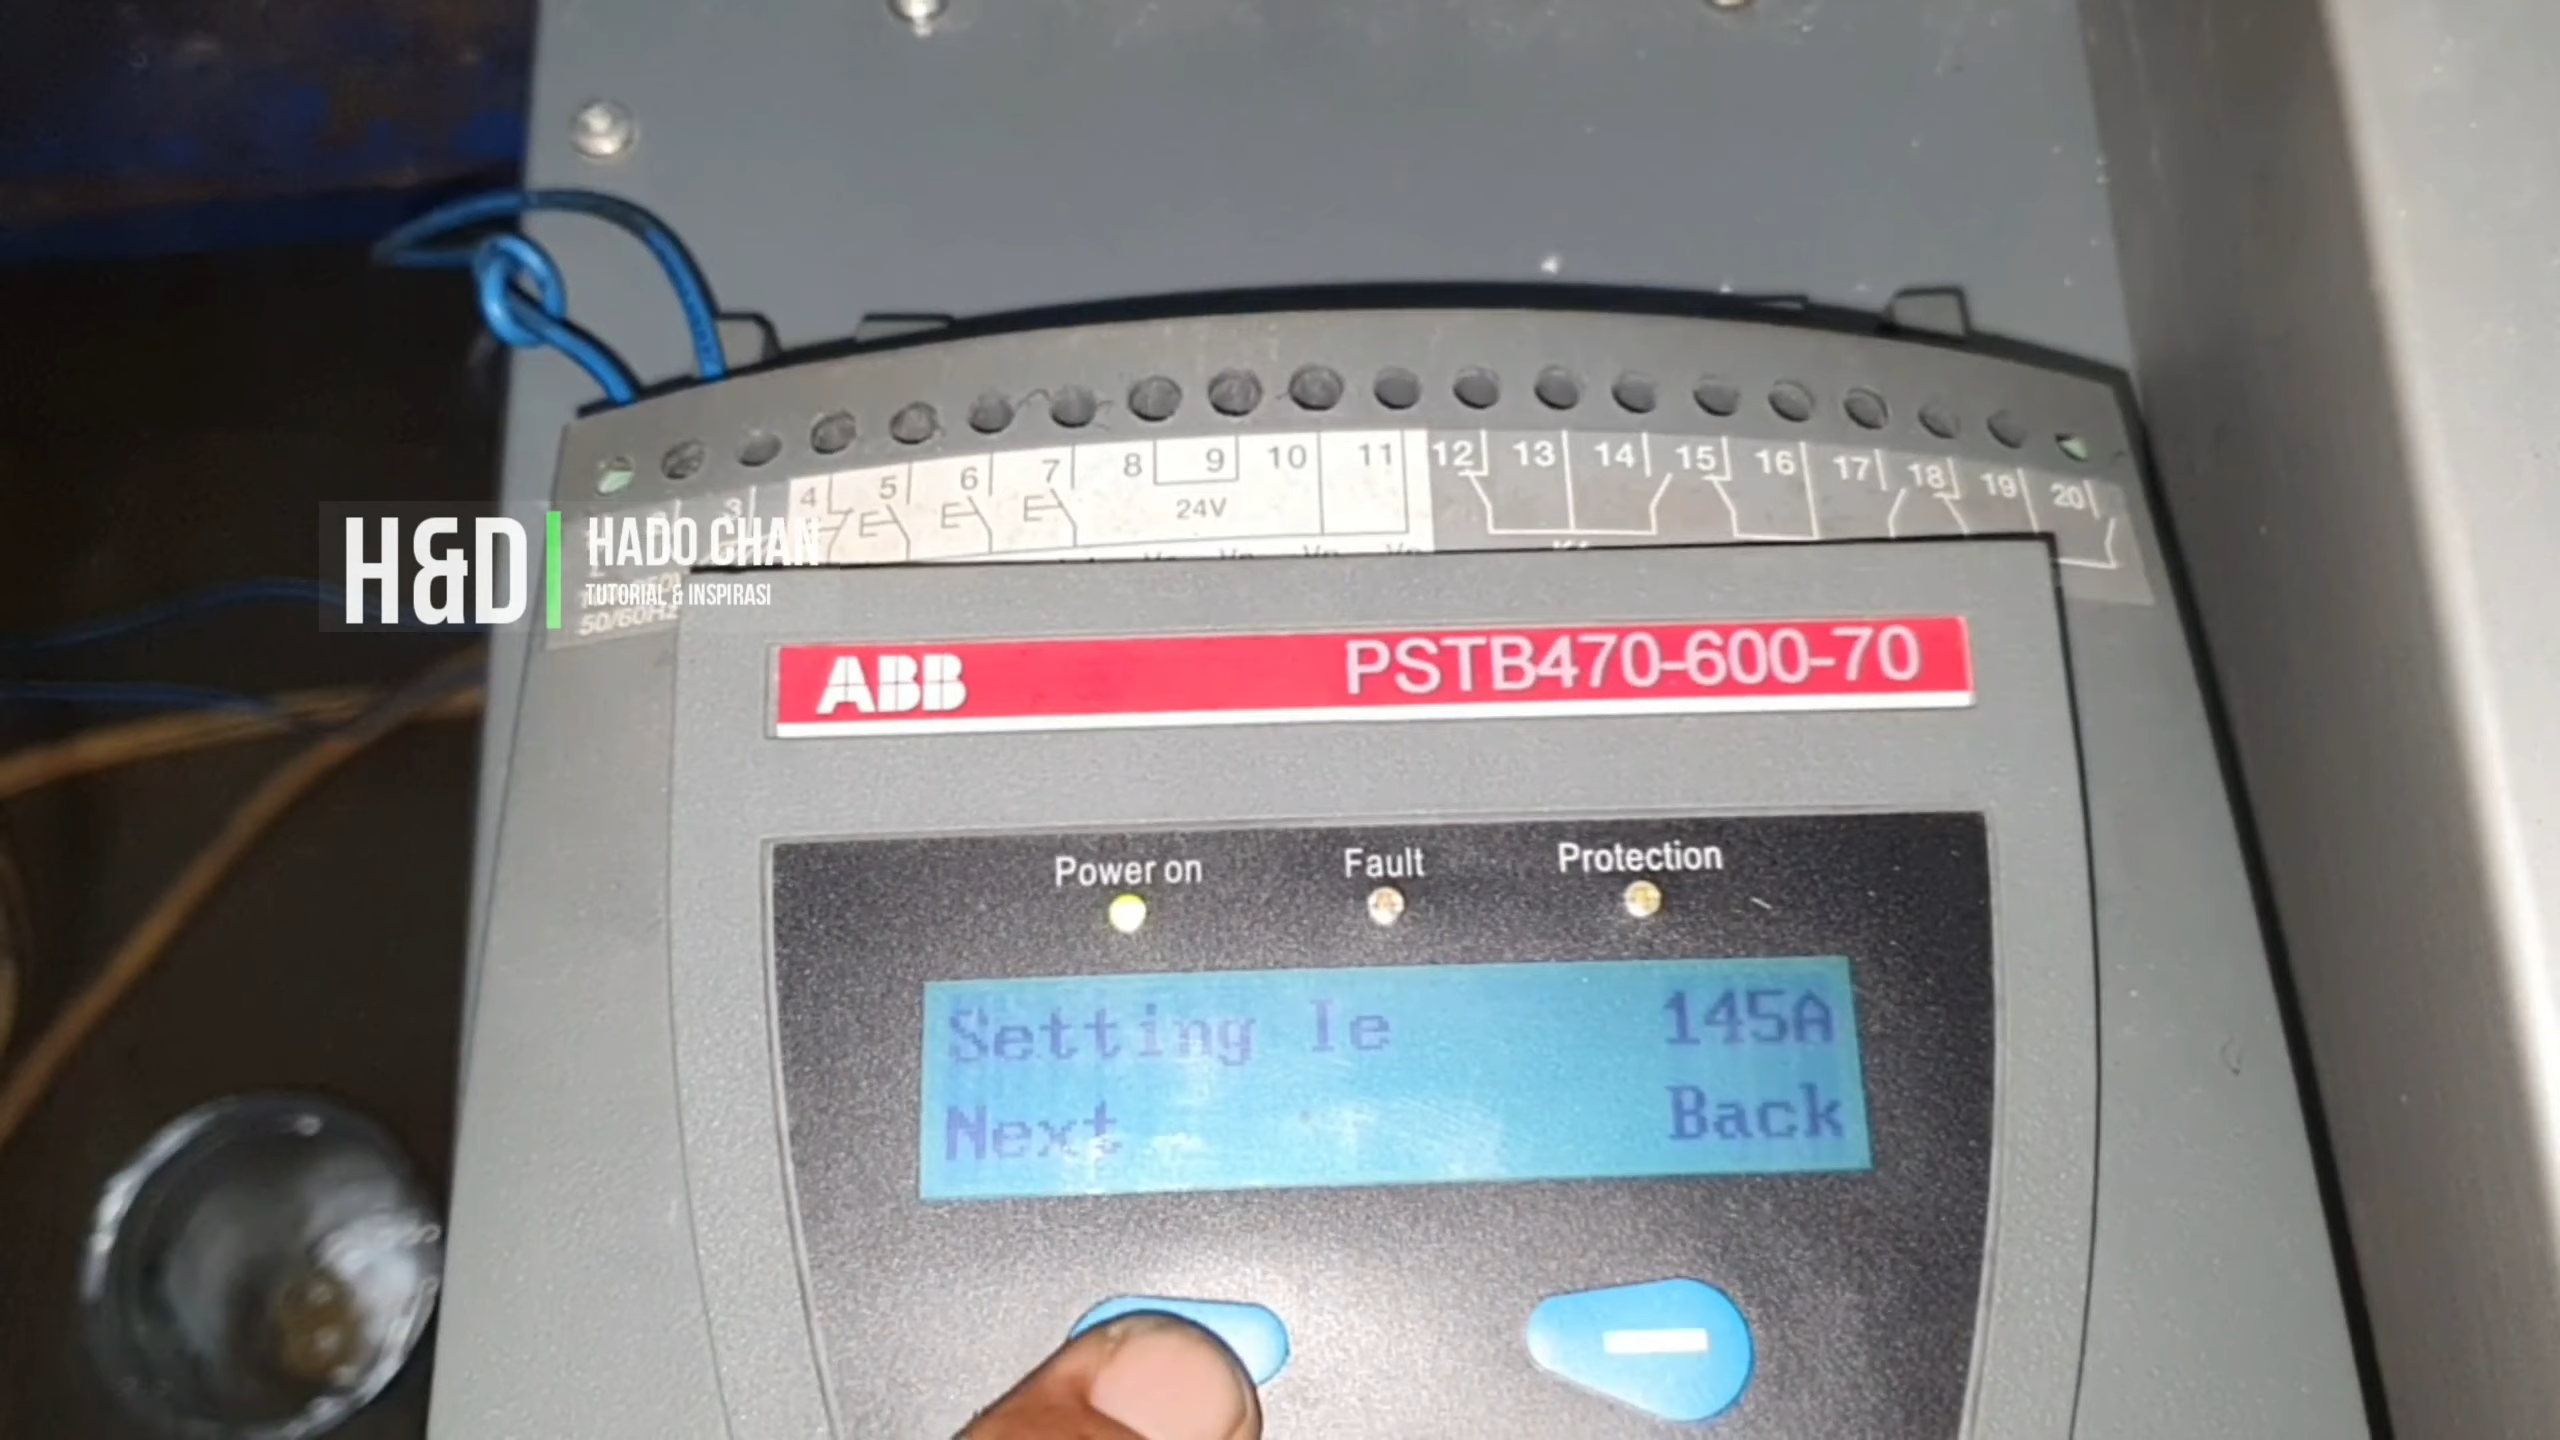 4 5 6 7 8 9 10 11 12 13 14 15 16 17 18 19 20
24V
H&D HADO CHAN
TUTORIAL & INSPIRASI
50/60Hz
ABB PSTB470-600-70
Power on Fault Protection
Setting Ie 145A
Next Back